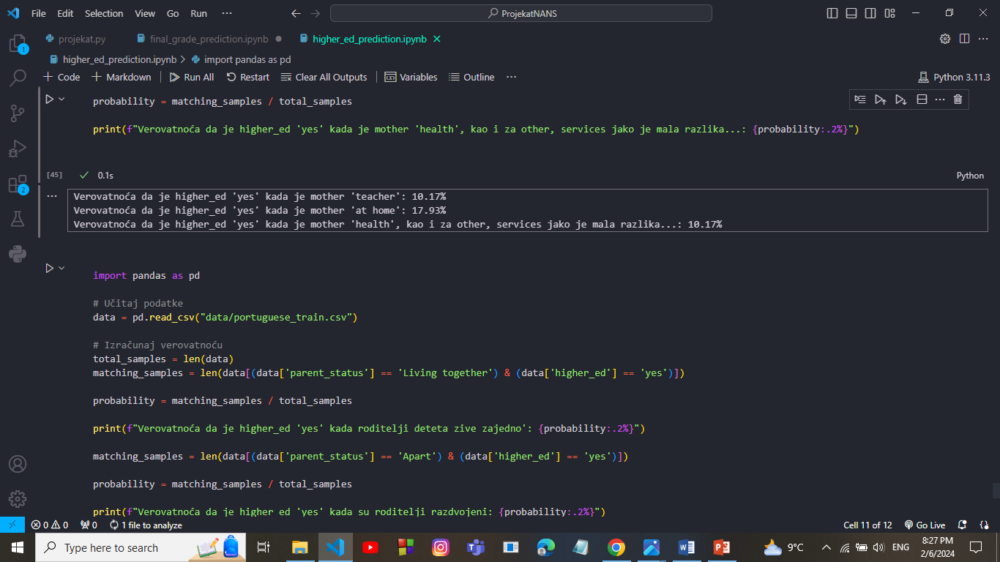 File Edit Selection View Go Run ··· ProjekatNANS
projekat.py final_grade_prediction.ipynb higher_ed_prediction.ipynb
higher_ed_prediction.ipynb > import pandas as pd
Code Markdown Run All Restart Clear All Outputs Variables Outline ··· Python 3.11.3
probability = matching_samples / total_samples
print(f"Verovatnoća da je higher_ed 'yes' kada je mother 'health', kao i za other, services jako je mala razlika...: {probability:.2%}")
[45] 0.1s Python
Verovatnoća da je higher_ed 'yes' kada je mother 'teacher': 10.17%
Verovatnoća da je higher_ed 'yes' kada je mother 'at home': 17.93%
Verovatnoća da je higher_ed 'yes' kada je mother 'health', kao i za other, services jako je mala razlika...: 10.17%
import pandas as pd
# Učitaj podatke
data = pd.read_csv("data/portuguese_train.csv")
# Izračunaj verovatnoću
total_samples = len(data)
matching_samples = len(data[(data['parent_status'] == 'Living together') & (data['higher_ed'] == 'yes')])
probability = matching_samples / total_samples
print(f"Verovatnoća da je higher_ed 'yes' kada roditelji deteta zive zajedno': {probability:.2%}")
matching_samples = len(data[(data['parent_status'] == 'Apart') & (data['higher_ed'] == 'yes')])
probability = matching_samples / total_samples
print(f"Verovatnoća da je higher_ed 'yes' kada su roditelji razdvojeni: {probability:.2%}")
1
2
0 0 0 1 file to analyze Cell 11 of 12 Go Live
Type here to search 9°C ENG 8:27 PM
2/6/2024